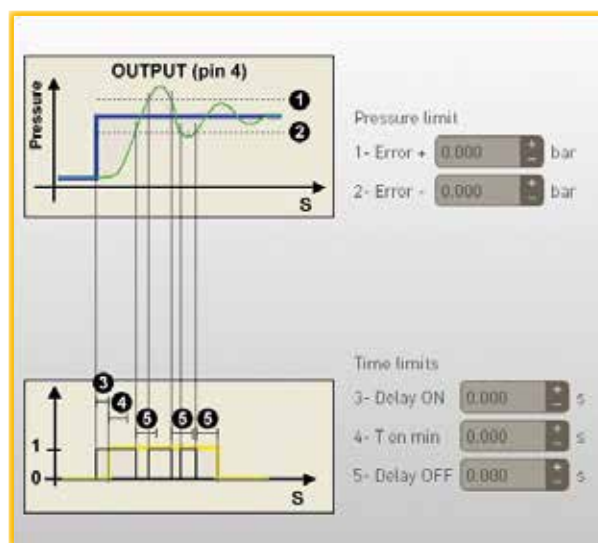 OUTPUT (pin 4)
Pressure
1
2
S
Pressure limit
1- Error + 0.000 bar
2- Error - 0.000 bar
3
4
5 5 5
1
0
S
Time limits
3- Delay ON 0.000 s
4- T on min 0.000 s
5- Delay OFF 0.000 s